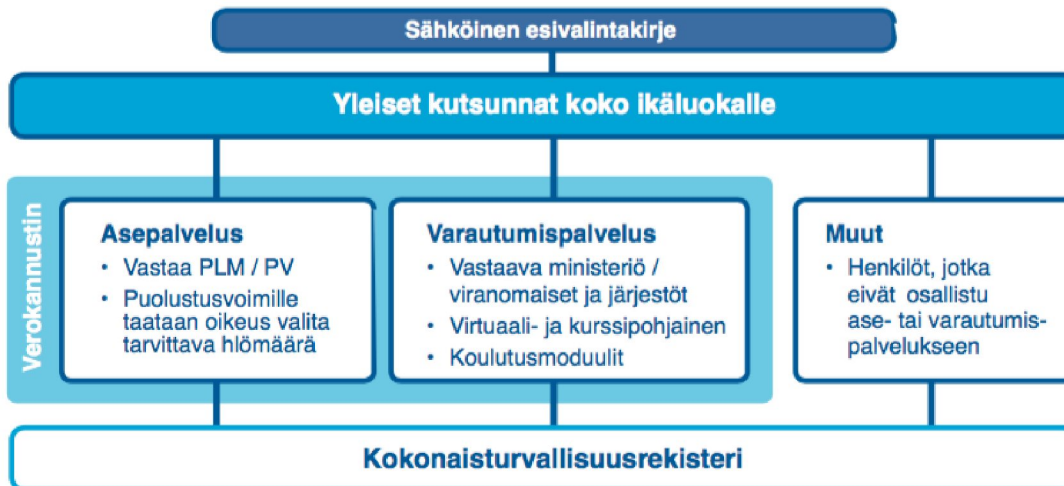 Sähköinen esivalintakirje
Yleiset kutsunnat koko ikäluokalle
Verokannustin
Asepalvelus
• Vastaa PLM / PV
• Puolustusvoimille
taataan oikeus valita
tarvittava hlömäärä
Varautumispalvelus
• Vastaava ministeriö /
viranomaiset ja järjestöt
• Virtuaali- ja kurssipohjainen
• Koulutusmoduulit
Muut
• Henkilöt, jotka
eivät osallistu
ase- tai varautumis-
palvelukseen
Kokonaisturvallisuusrekisteri